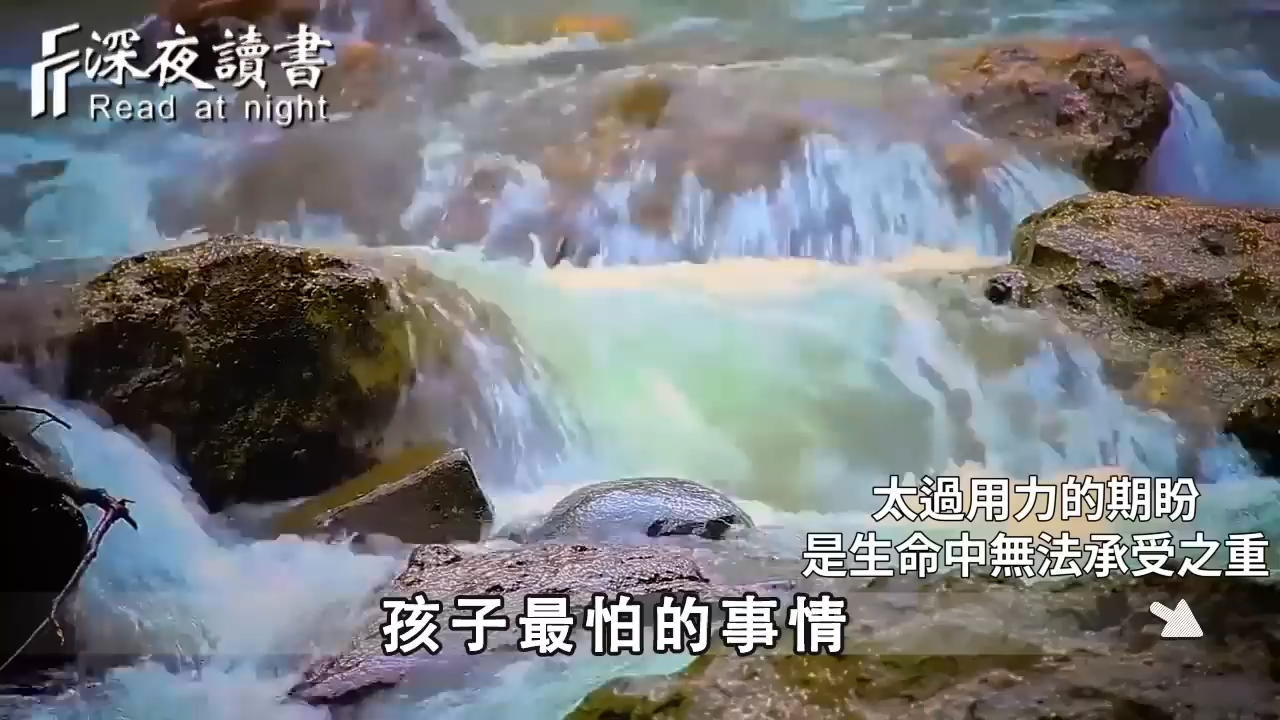 深夜讀書
Read at night
太過用力的期盼
是生命中無法承受之重
孩子最怕的事情